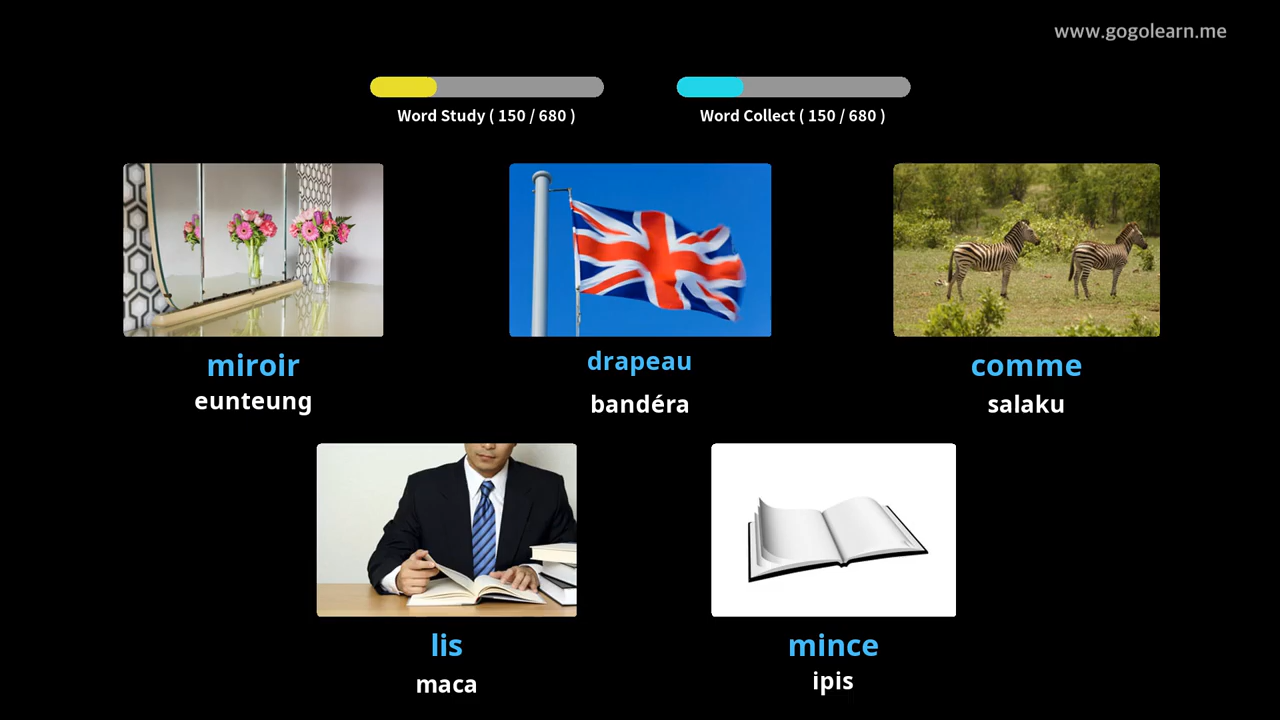 www.gogolearn.me
Word Study ( 150 / 680 )
Word Collect ( 150 / 680 )
miroir
eunteung
drapeau
bandéra
comme
salaku
lis
maca
mince
ipis